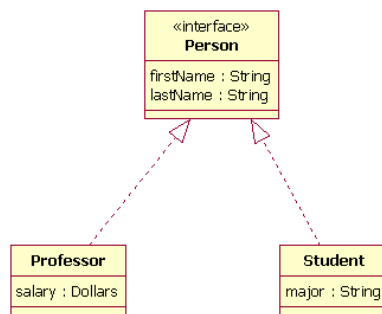 «interface»
Person
firstName : String
lastName : String
Professor
salary : Dollars
Student
major : String